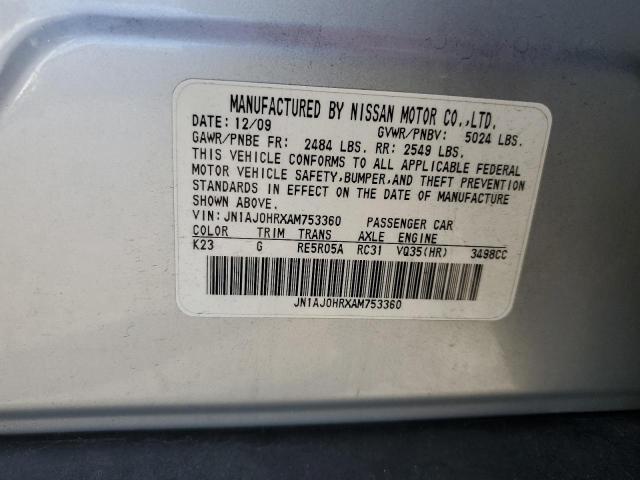 MANUFACTURED BY NISSAN MOTOR CO.,LTD.
DATE: 12/09 GVWR/PNBV: 5024 LBS.
GAWR/PNBE FR: 2484 LBS. RR: 2549 LBS.
THIS VEHICLE CONFORMS TO ALL APPLICABLE FEDERAL
MOTOR VEHICLE SAFETY,BUMPER,AND THEFT PREVENTION
STANDARDS IN EFFECT ON THE DATE OF MANUFACTURE
SHOWN ABOVE.
VIN:JN1AJ0HRXAM753360 PASSENGER CAR
COLOR TRIM TRANS AXLE ENGINE
K23 G RE5R05A RC31 VQ35(HR) 3498CC
JN1AJ0HRXAM753360